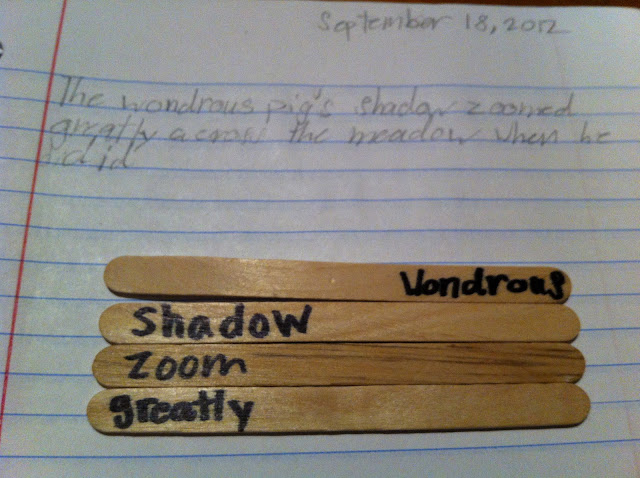 September 18, 2012
The wondrous pig's shadow zoomed
greatly across the meadow when he
did
Wondrous
Shadow
Zoom
greatly